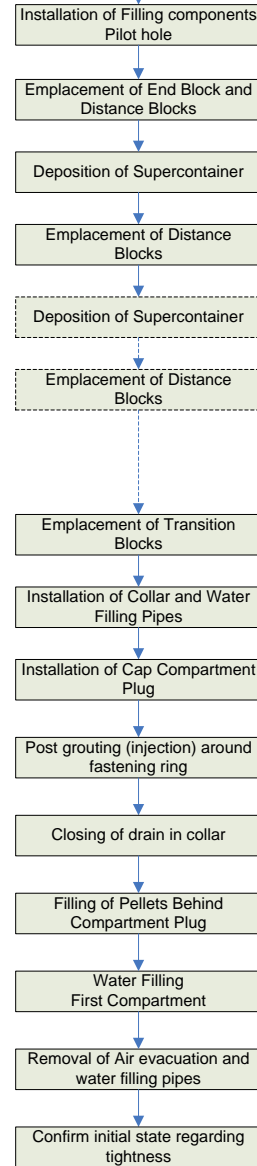 Installation of Filling components
Pilot hole
Emplacement of End Block and
Distance Blocks
Deposition of Supercontainer
Emplacement of Distance
Blocks
Deposition of Supercontainer
Emplacement of Distance
Blocks
Emplacement of Transition
Blocks
Installation of Collar and Water
Filling Pipes
Installation of Cap Compartment
Plug
Post grouting (injection) around
fastening ring
Closing of drain in collar
Filling of Pellets Behind
Compartment Plug
Water Filling
First Compartment
Removal of Air evacuation and
water filling pipes
Confirm initial state regarding
tightness